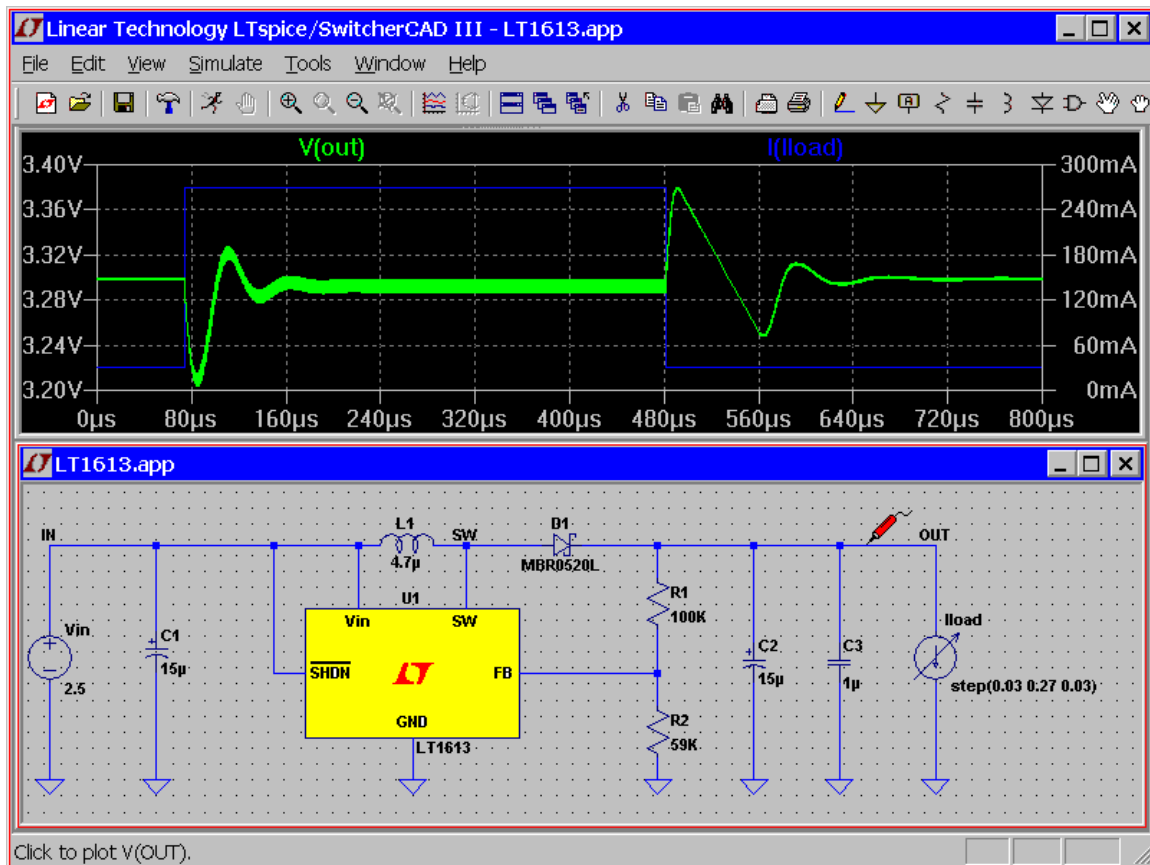 Linear Technology LTspice/SwitcherCAD III - LT1613.app
File Edit View Simulate Tools Window Help
V(out) I(Iload)
3.40V 300mA
3.36V 240mA
3.32V 180mA
3.28V 120mA
3.24V 60mA
3.20V 0mA
0µs 80µs 160µs 240µs 320µs 400µs 480µs 560µs 640µs 720µs 800µs
LT1613.app
IN L1 SW D1 OUT
4.7µ MBR0520L
U1 R1
Vin SW 100K Iload
Vin C1 C2 C3
15µ SHDN FB 15µ 1µ
2.5 step(0.03 0.27 0.03)
GND R2
LT1613 59K
Click to plot V(OUT).